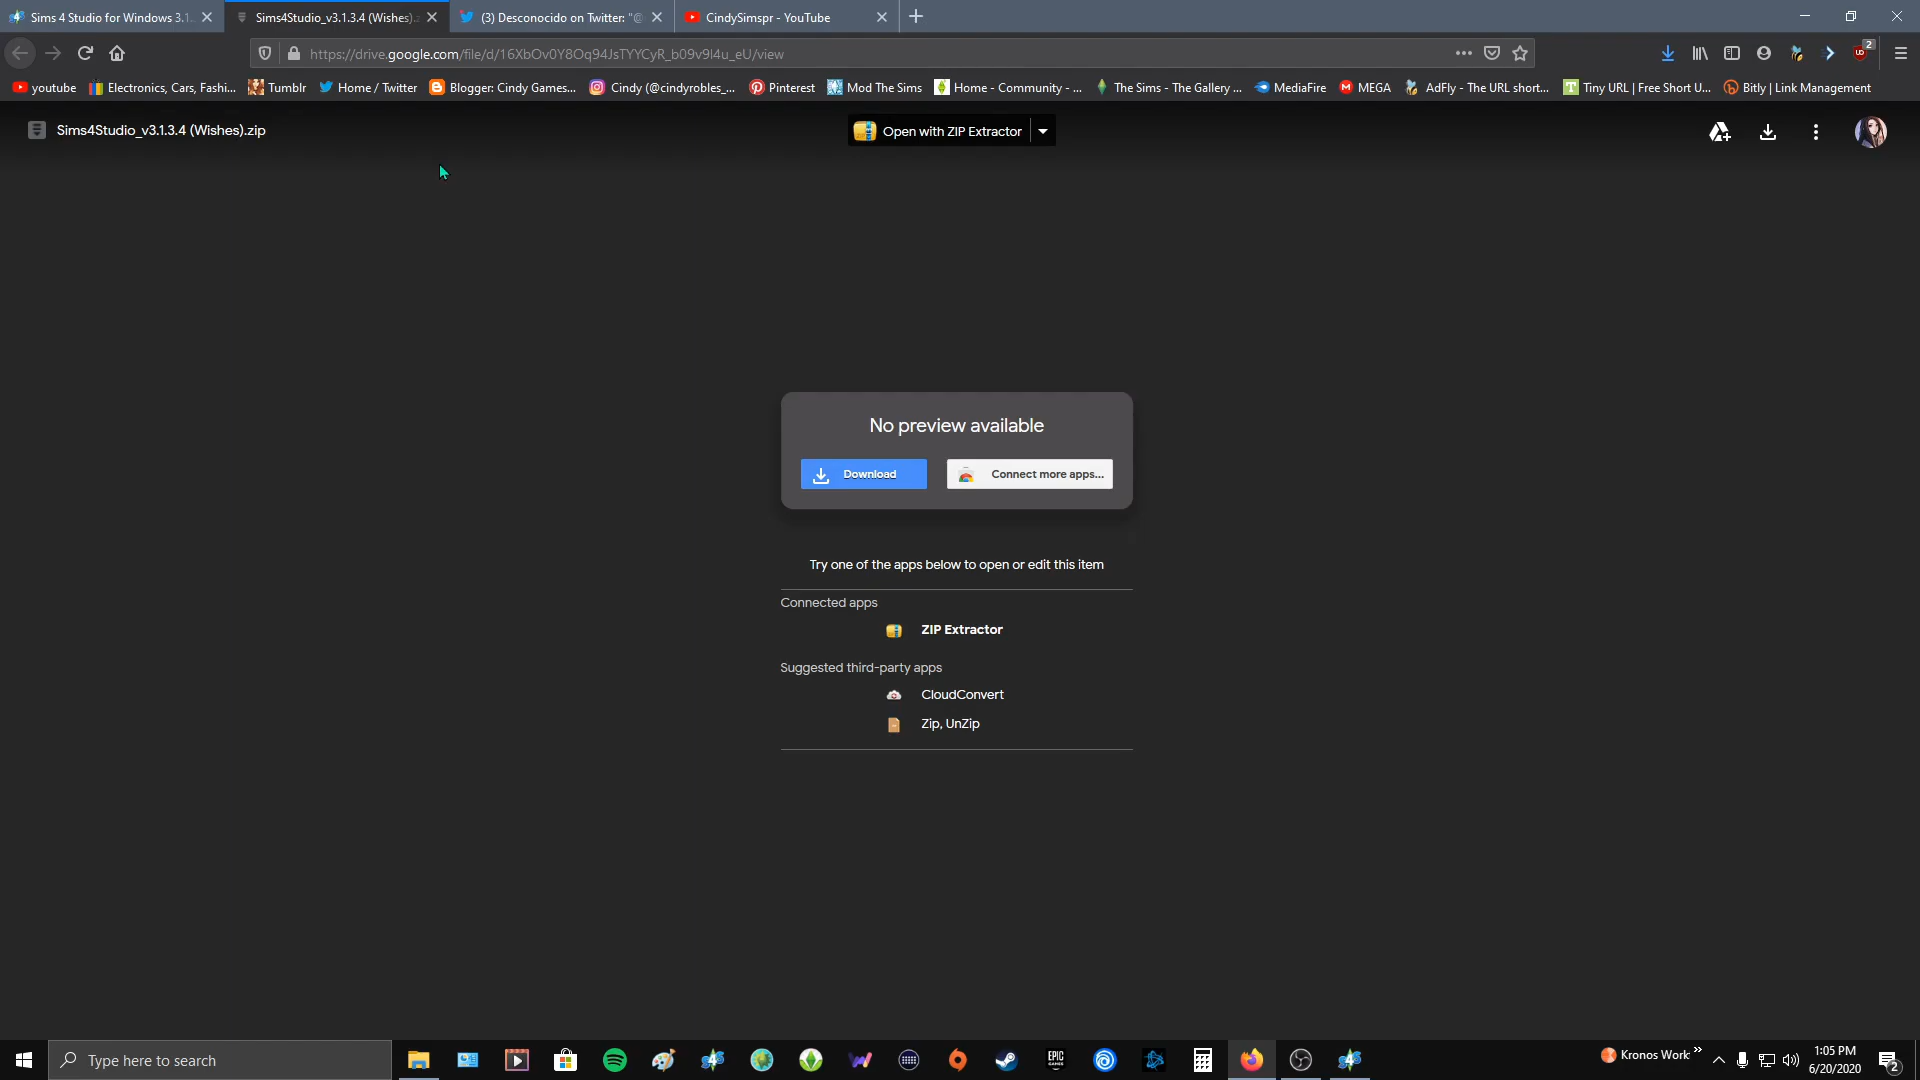 Sims 4 Studio for Windows 3.1.
Sims4Studio_v3.1.3.4 (Wishes).z
(3) Desconocido on Twitter: "@
CindySimspr - YouTube
https://drive.google.com/file/d/16XbOv0Y8Oq94JsTYYCyR_b09v9l4u_eU/view
2
youtube
Electronics, Cars, Fashi...
Tumblr
Home / Twitter
Blogger: Cindy Games...
Cindy (@cindyrobles_...
Pinterest
Mod The Sims
Home - Community - ...
The Sims - The Gallery ...
MediaFire
MEGA
AdFly - The URL short...
Tiny URL | Free Short U...
Bitly | Link Management
Sims4Studio_v3.1.3.4 (Wishes).zip
Open with ZIP Extractor
No preview available
Download
Connect more apps...
Try one of the apps below to open or edit this item
Connected apps
ZIP Extractor
Suggested third-party apps
CloudConvert
Zip, UnZip
Type here to search
EPIC
GAMES
Kronos Work
1:05 PM
6/20/2020
2